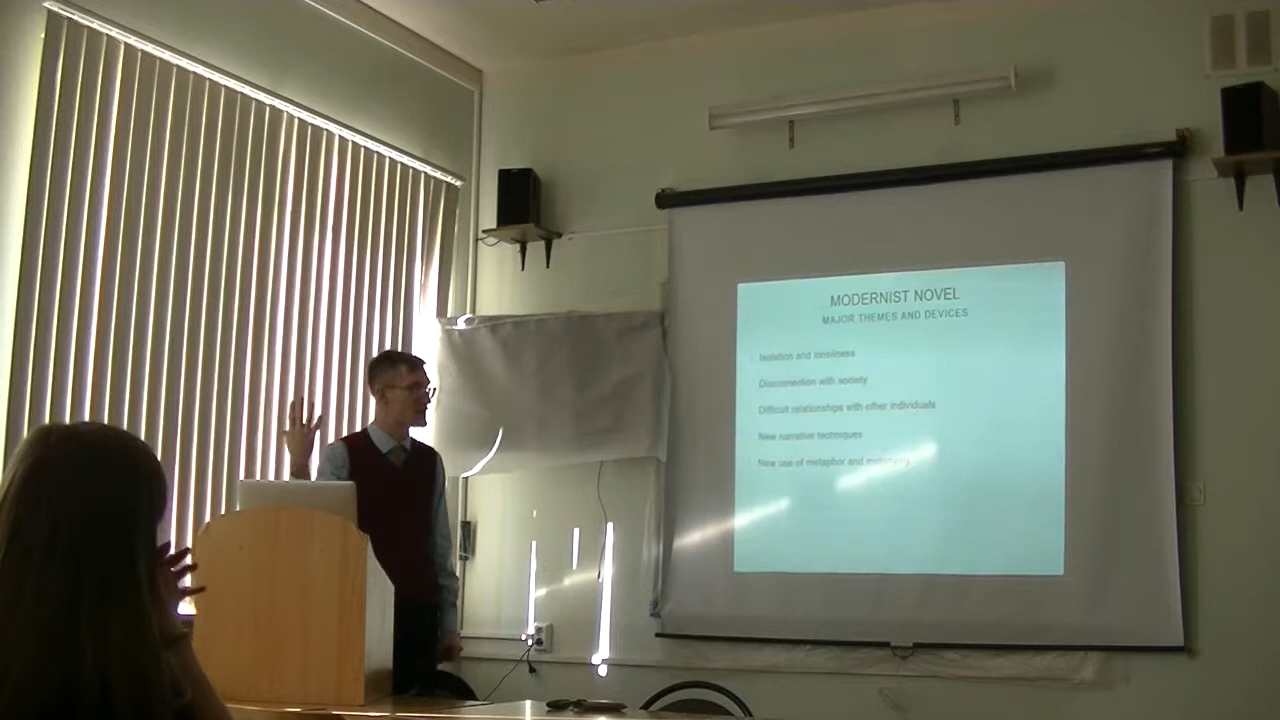 MODERNIST NOVEL
MAJOR THEMES AND DEVICES
Isolation and loneliness
Disconnection with society
Difficult relationships with other individuals
New narrative techniques
New use of metaphor and metonymy